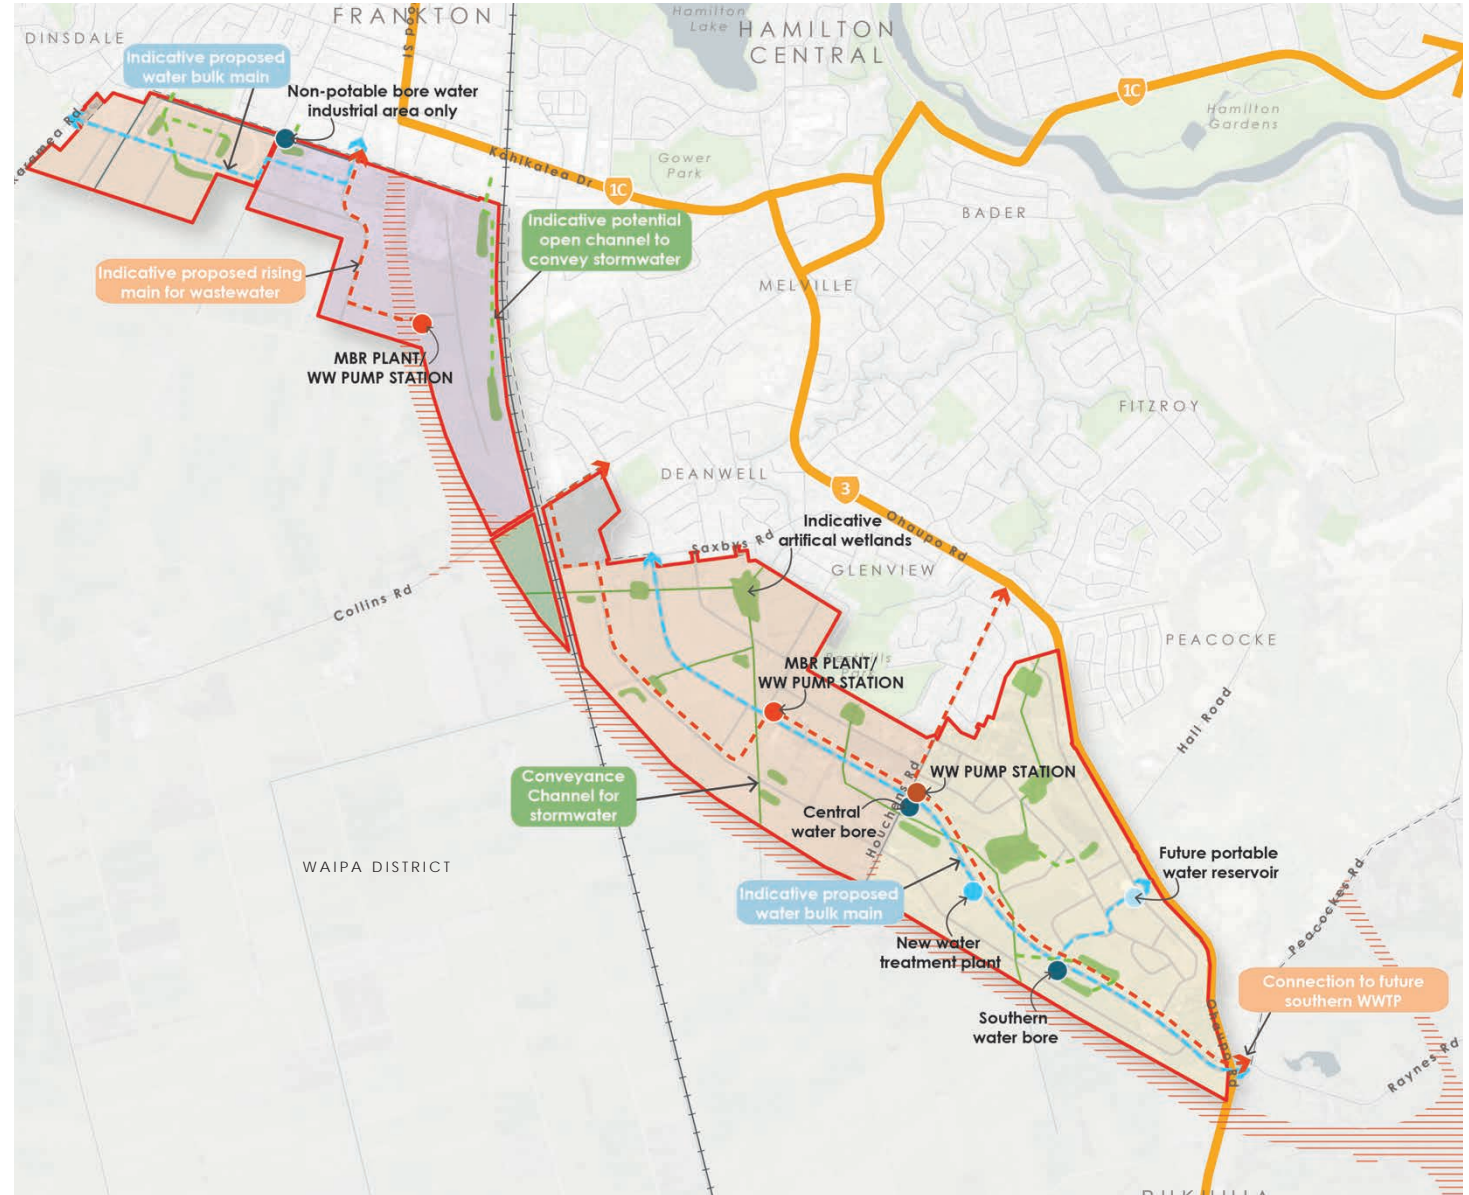 FRANKTON
Hamilton
Lake
HAMILTON
CENTRAL
DINSDALE
Indicative proposed
water bulk main
Non-potable bore water
industrial area only
1C
Hamilton
Gardens
Kahikatea Dr
1C
Gower
Park
BADER
Indicative potential
open channel to
convey stormwater
Indicative proposed rising
main for wastewater
MELVILLE
MBR PLANT/
WW PUMP STATION
FITZROY
DEANWELL
3
Ohaupo Rd
Indicative
artifical wetlands
Saxbys Rd
GLENVIEW
Collins Rd
PEACOCKE
MBR PLANT/
WW PUMP STATION
Park
Hall Road
Conveyance
Channel for
stormwater
WW PUMP STATION
Houchens Rd
Central
water bore
WAIPA DISTRICT
Future portable
water reservoir
Indicative proposed
water bulk main
Peacockes Rd
New water
treatment plant
Connection to future
southern WWTP
Southern
water bore
Ohaupo Rd
Raynes Rd